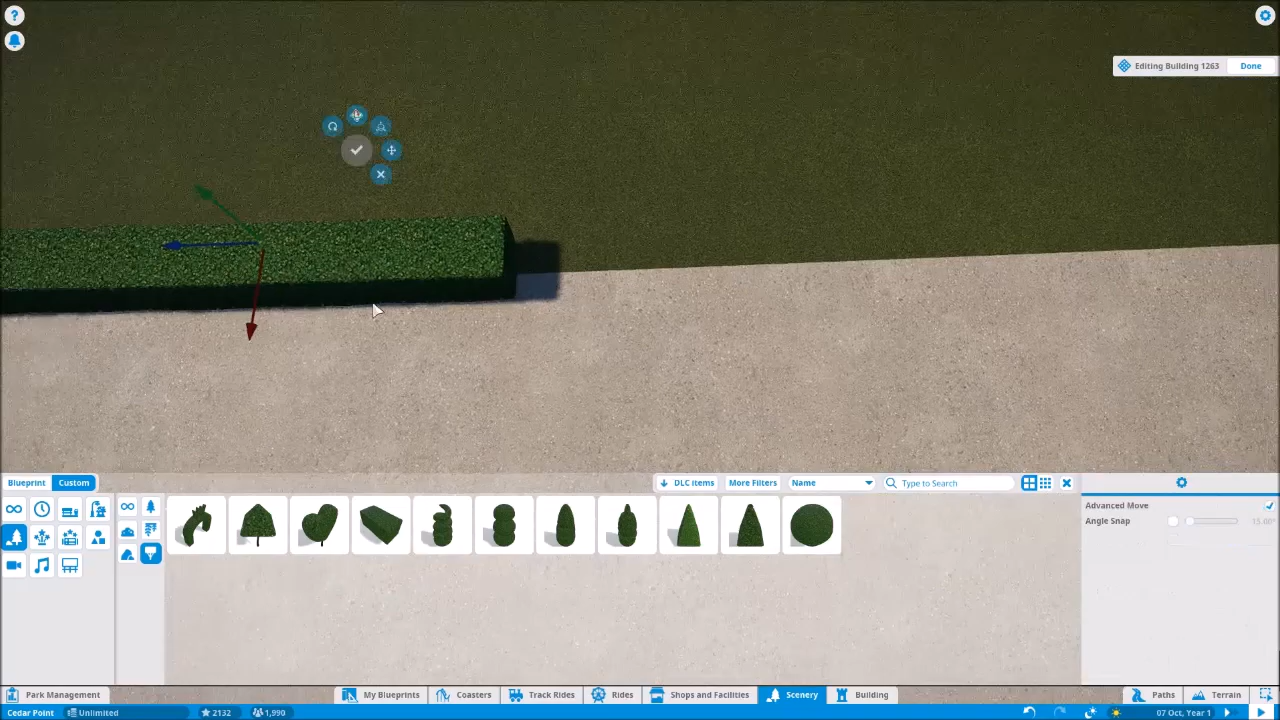 ?
Editing Building 1263 Done
Blueprint Custom
DLC items More Filters Name Type to Search
Advanced Move
Angle Snap 15.00°
Park Management My Blueprints Coasters Track Rides Rides Shops and Facilities Scenery Building Paths Terrain
Cedar Point Unlimited 2132 1,990 07 Oct, Year 1